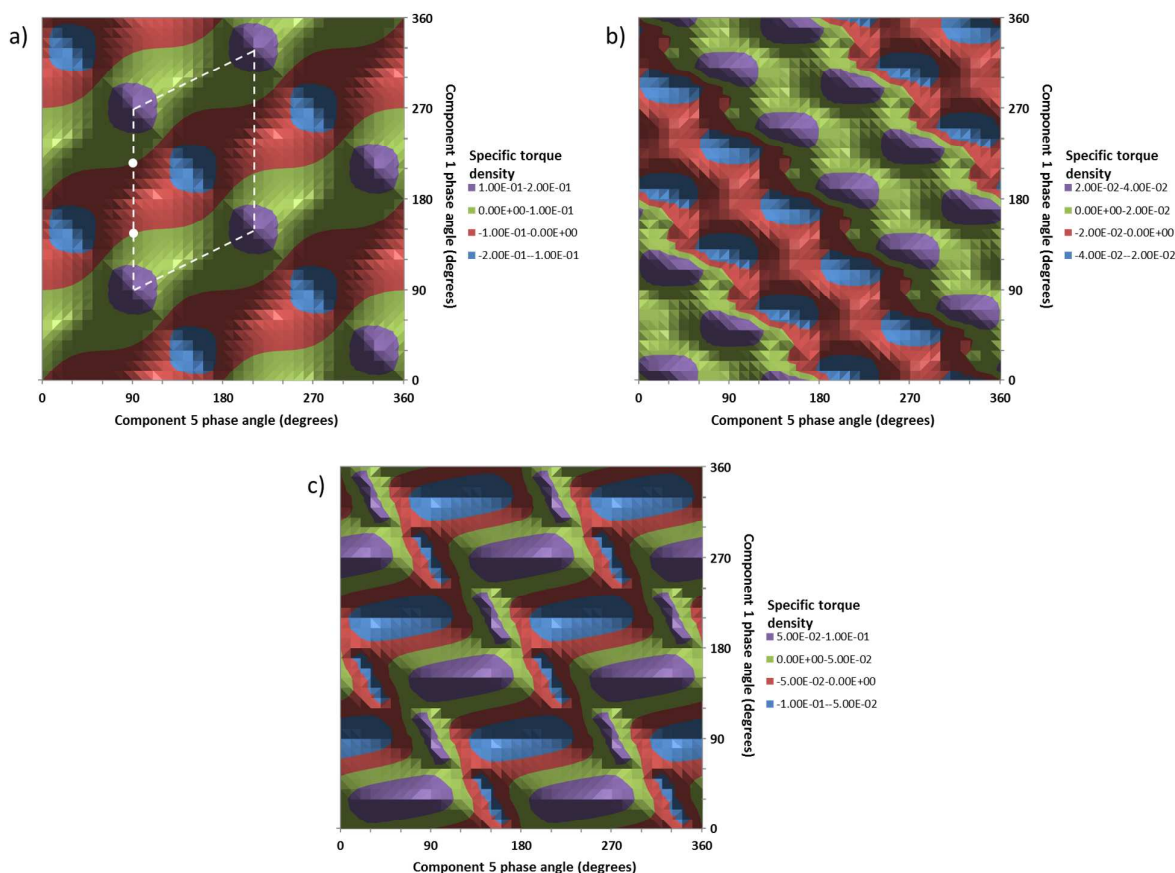 a)
360
270
180
90
0
Component 1 phase angle (degrees)
0 90 180 270 360
Component 5 phase angle (degrees)
Specific torque
density
1.00E-01-2.00E-01
0.00E+00-1.00E-01
-1.00E-01-0.00E+00
-2.00E-01--1.00E-01
b)
360
270
180
90
0
Component 1 phase angle (degrees)
0 90 180 270 360
Component 5 phase angle (degrees)
Specific torque
density
2.00E-02-4.00E-02
0.00E+00-2.00E-02
-2.00E-02-0.00E+00
-4.00E-02--2.00E-02
c)
360
270
180
90
0
Component 1 phase angle (degrees)
0 90 180 270 360
Component 5 phase angle (degrees)
Specific torque
density
5.00E-02-1.00E-01
0.00E+00-5.00E-02
-5.00E-02-0.00E+00
-1.00E-01--5.00E-02